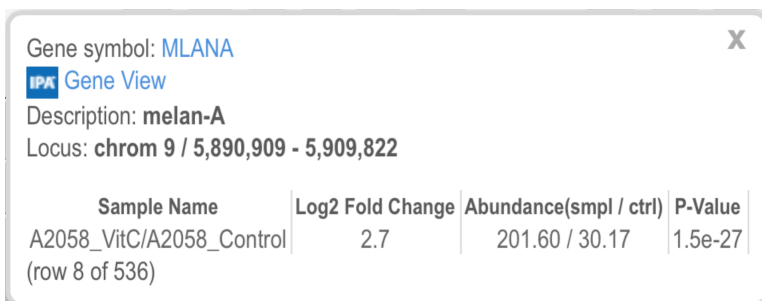 X
Gene symbol: MLANA
IPA Gene View
Description: melan-A
Locus: chrom 9 / 5,890,909 - 5,909,822
Sample Name Log2 Fold Change Abundance(smpl / ctrl) P-Value
A2058_VitC/A2058_Control 2.7 201.60 / 30.17 1.5e-27
(row 8 of 536)